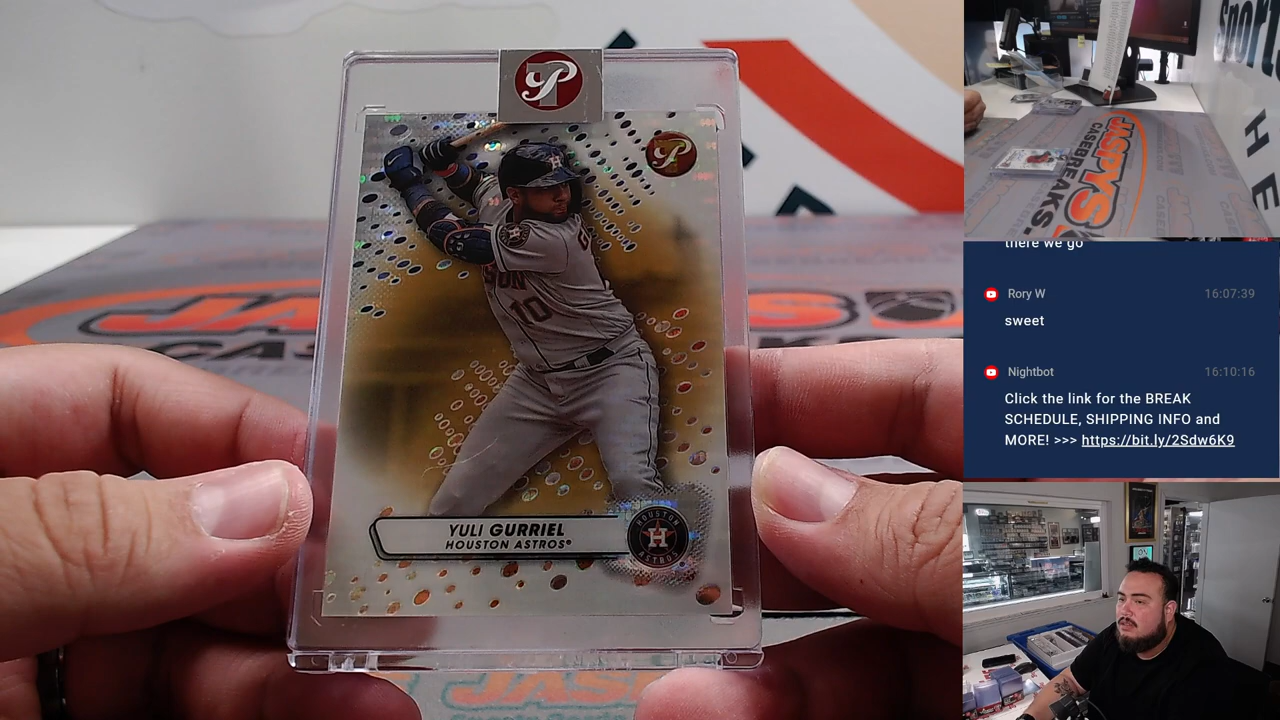 P
P
10
YULI GURRIEL
HOUSTON ASTROS®
HOUSTON
H
ASTROS
JASPYS
CASEBREAKS!
there we go
Rory W 16:07:39
sweet
Nightbot 16:10:16
Click the link for the BREAK
SCHEDULE, SHIPPING INFO and
MORE! >>> https://bit.ly/2Sdw6K9